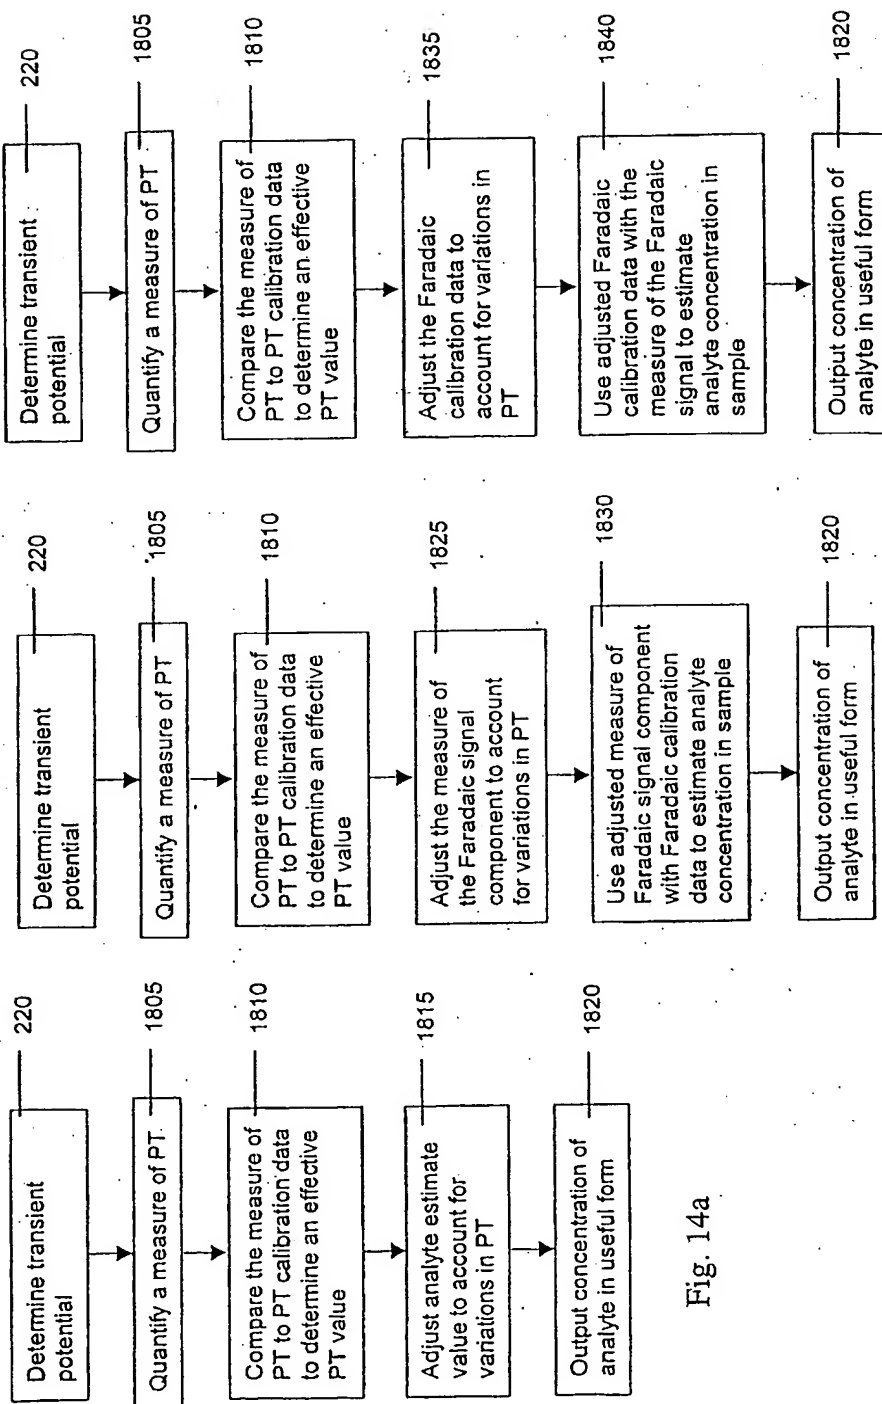 220
Determine transient
potential
1805
Quantify a measure of PT
1810
Compare the measure of
PT to PT calibration data
to determine an effective
PT value
1815
Adjust analyte estimate
value to account for
variations in PT
1820
Output concentration of
analyte in useful form
220
Determine transient
potential
1805
Quantify a measure of PT
1810
Compare the measure of
PT to PT calibration data
to determine an effective
PT value
1825
Adjust the measure of
the Faradaic signal
component to account
for variations in PT
1830
Use adjusted measure of
Faradaic signal component
with Faradaic calibration
data to estimate analyte
concentration in sample
1820
Output concentration of
analyte in useful form
220
Determine transient
potential
1805
Quantify a measure of PT
1810
Compare the measure of
PT to PT calibration data
to determine an effective
PT value
1835
Adjust the Faradaic
calibration data to
account for variations in
PT
1840
Use adjusted Faradaic
calibration data with the
measure of the Faradaic
signal to estimate
analyte concentration in
sample
1820
Output concentration of
analyte in useful form
Fig. 14a